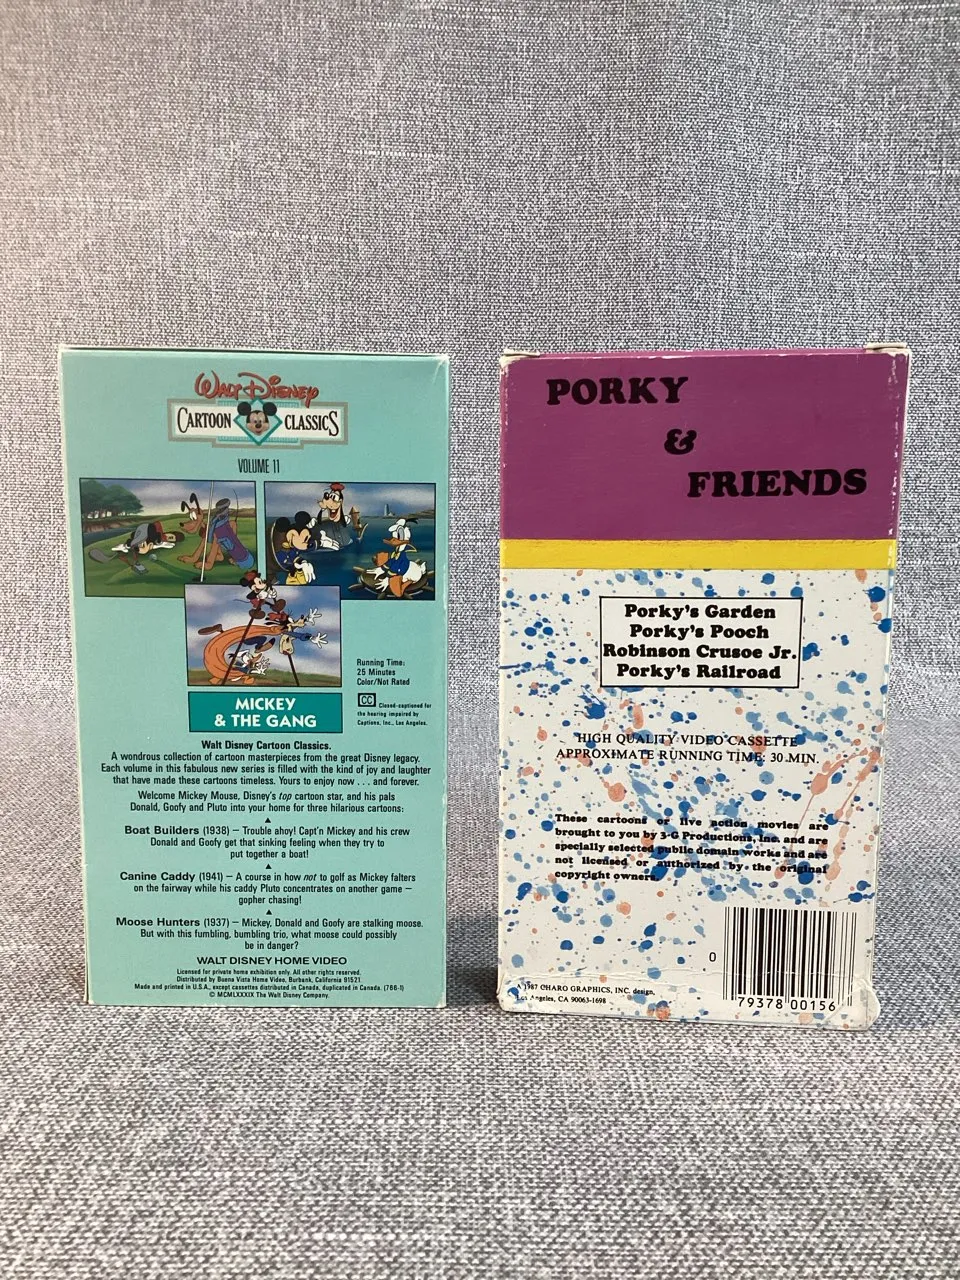 Walt Disney
CARTOON CLASSICS
VOLUME 11
Running Time:
25 Minutes
Color/Not Rated
CC Closed-captioned for
the hearing impaired by
Captions, Inc., Los Angeles.
MICKEY
& THE GANG
Walt Disney Cartoon Classics.
A wondrous collection of cartoon masterpieces from the great Disney legacy.
Each volume in this fabulous new series is filled with the kind of joy and laughter
that have made these cartoons timeless. Yours to enjoy now . . . and forever.
Welcome Mickey Mouse, Disney's top cartoon star, and his pals
Donald, Goofy and Pluto into your home for three hilarious cartoons:
Boat Builders (1938) — Trouble ahoy! Capt'n Mickey and his crew
Donald and Goofy get that sinking feeling when they try to
put together a boat!
Canine Caddy (1941) — A course in how not to golf as Mickey falters
on the fairway while his caddy Pluto concentrates on another game —
gopher chasing!
Moose Hunters (1937) — Mickey, Donald and Goofy are stalking moose.
But with this fumbling, bumbling trio, what moose could possibly
be in danger?
WALT DISNEY HOME VIDEO
Licensed for private home exhibition only. All other rights reserved.
Distributed by Buena Vista Home Video, Burbank, California 91521.
Made and printed in U.S.A., except cassettes distributed in Canada, duplicated in Canada. (766-1)
© MCMLXXXIX The Walt Disney Company.
PORKY
&
FRIENDS
Porky's Garden
Porky's Pooch
Robinson Crusoe Jr.
Porky's Railroad
HIGH QUALITY VIDEO CASSETTE
APPROXIMATE RUNNING TIME: 30 MIN.
These cartoons or live action movies are
brought to you by 3-G Productions, Inc. and are
specially selected public domain works and are
not licensed or authorized by the original
copyright owners.
1987 CHARO GRAPHICS, INC. design,
Los Angeles, CA 90063-1698
0
79378 00156